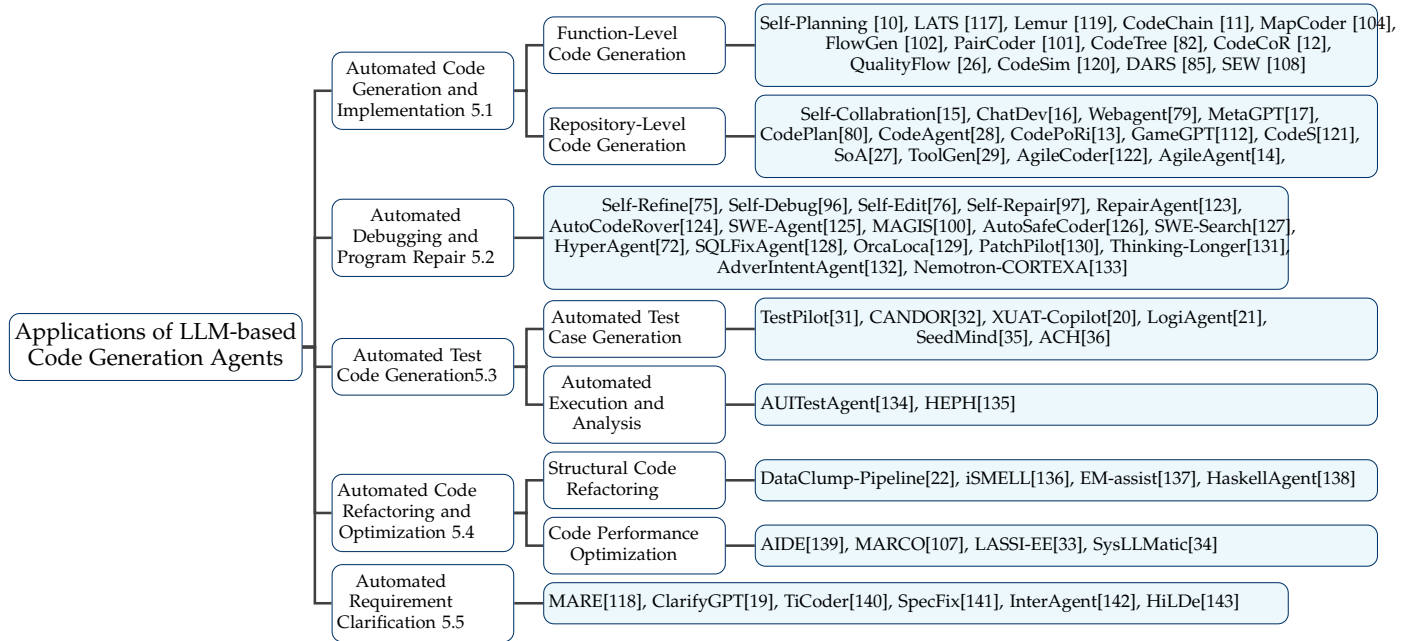 Applications of LLM-based
Code Generation Agents
Automated Code
Generation and
Implementation 5.1
Function-Level
Code Generation
Self-Planning [10], LATS [117], Lemur [119], CodeChain [11], MapCoder [104],
FlowGen [102], PairCoder [101], CodeTree [82], CodeCoR [12],
QualityFlow [26], CodeSim [120], DARS [85], SEW [108]
Repository-Level
Code Generation
Self-Collabration[15], ChatDev[16], Webagent[79], MetaGPT[17],
CodePlan[80], CodeAgent[28], CodePoRi[13], GameGPT[112], CodeS[121],
SoA[27], ToolGen[29], AgileCoder[122], AgileAgent[14],
Automated
Debugging and
Program Repair 5.2
Self-Refine[75], Self-Debug[96], Self-Edit[76], Self-Repair[97], RepairAgent[123],
AutoCodeRover[124], SWE-Agent[125], MAGIS[100], AutoSafeCoder[126], SWE-Search[127],
HyperAgent[72], SQLFixAgent[128], OrcaLoca[129], PatchPilot[130], Thinking-Longer[131],
AdverIntentAgent[132], Nemotron-CORTEXA[133]
Automated Test
Code Generation5.3
Automated Test
Case Generation
TestPilot[31], CANDOR[32], XUAT-Copilot[20], LogiAgent[21],
SeedMind[35], ACH[36]
Automated
Execution and
Analysis
AUITestAgent[134], HEPH[135]
Automated Code
Refactoring and
Optimization 5.4
Structural Code
Refactoring
DataClump-Pipeline[22], iSMELL[136], EM-assist[137], HaskellAgent[138]
Code Performance
Optimization
AIDE[139], MARCO[107], LASSI-EE[33], SysLLMatic[34]
Automated
Requirement
Clarification 5.5
MARE[118], ClarifyGPT[19], TiCoder[140], SpecFix[141], InterAgent[142], HiLDe[143]